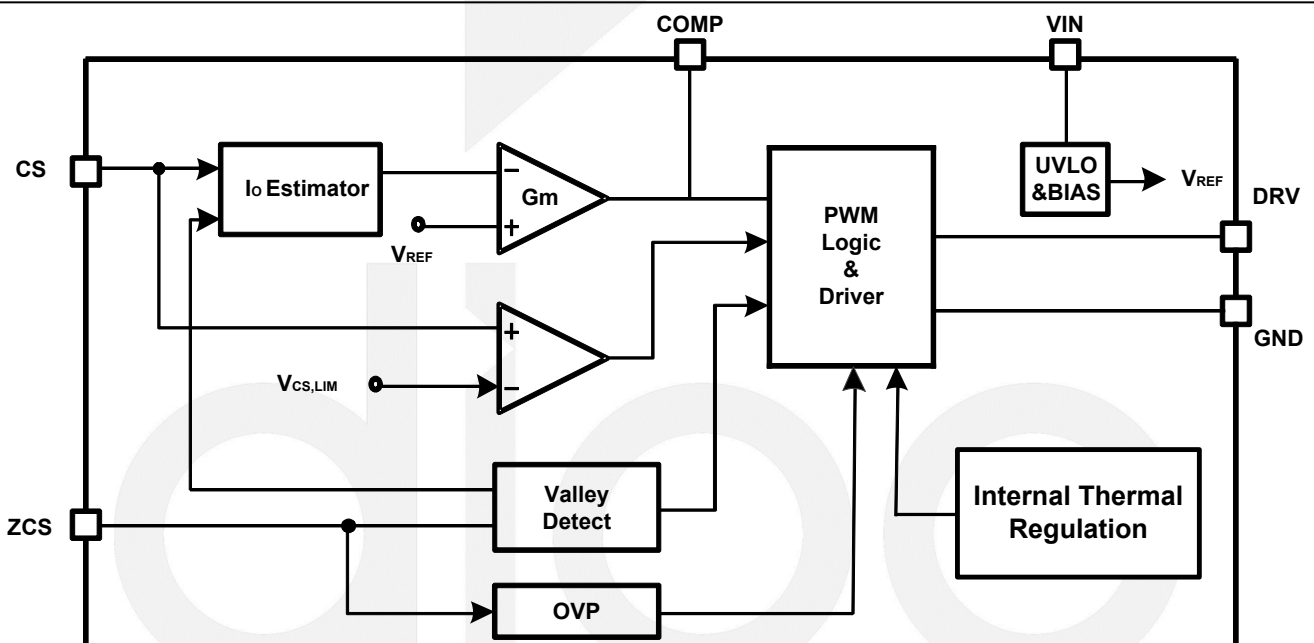 COMP
VIN
CS
IO Estimator
−
Gm
+
VREF
PWM
Logic
&
Driver
UVLO
&BIAS
VREF
DRV
GND
+
VCS,LIM
−
ZCS
Valley
Detect
OVP
Internal Thermal
Regulation
dioo